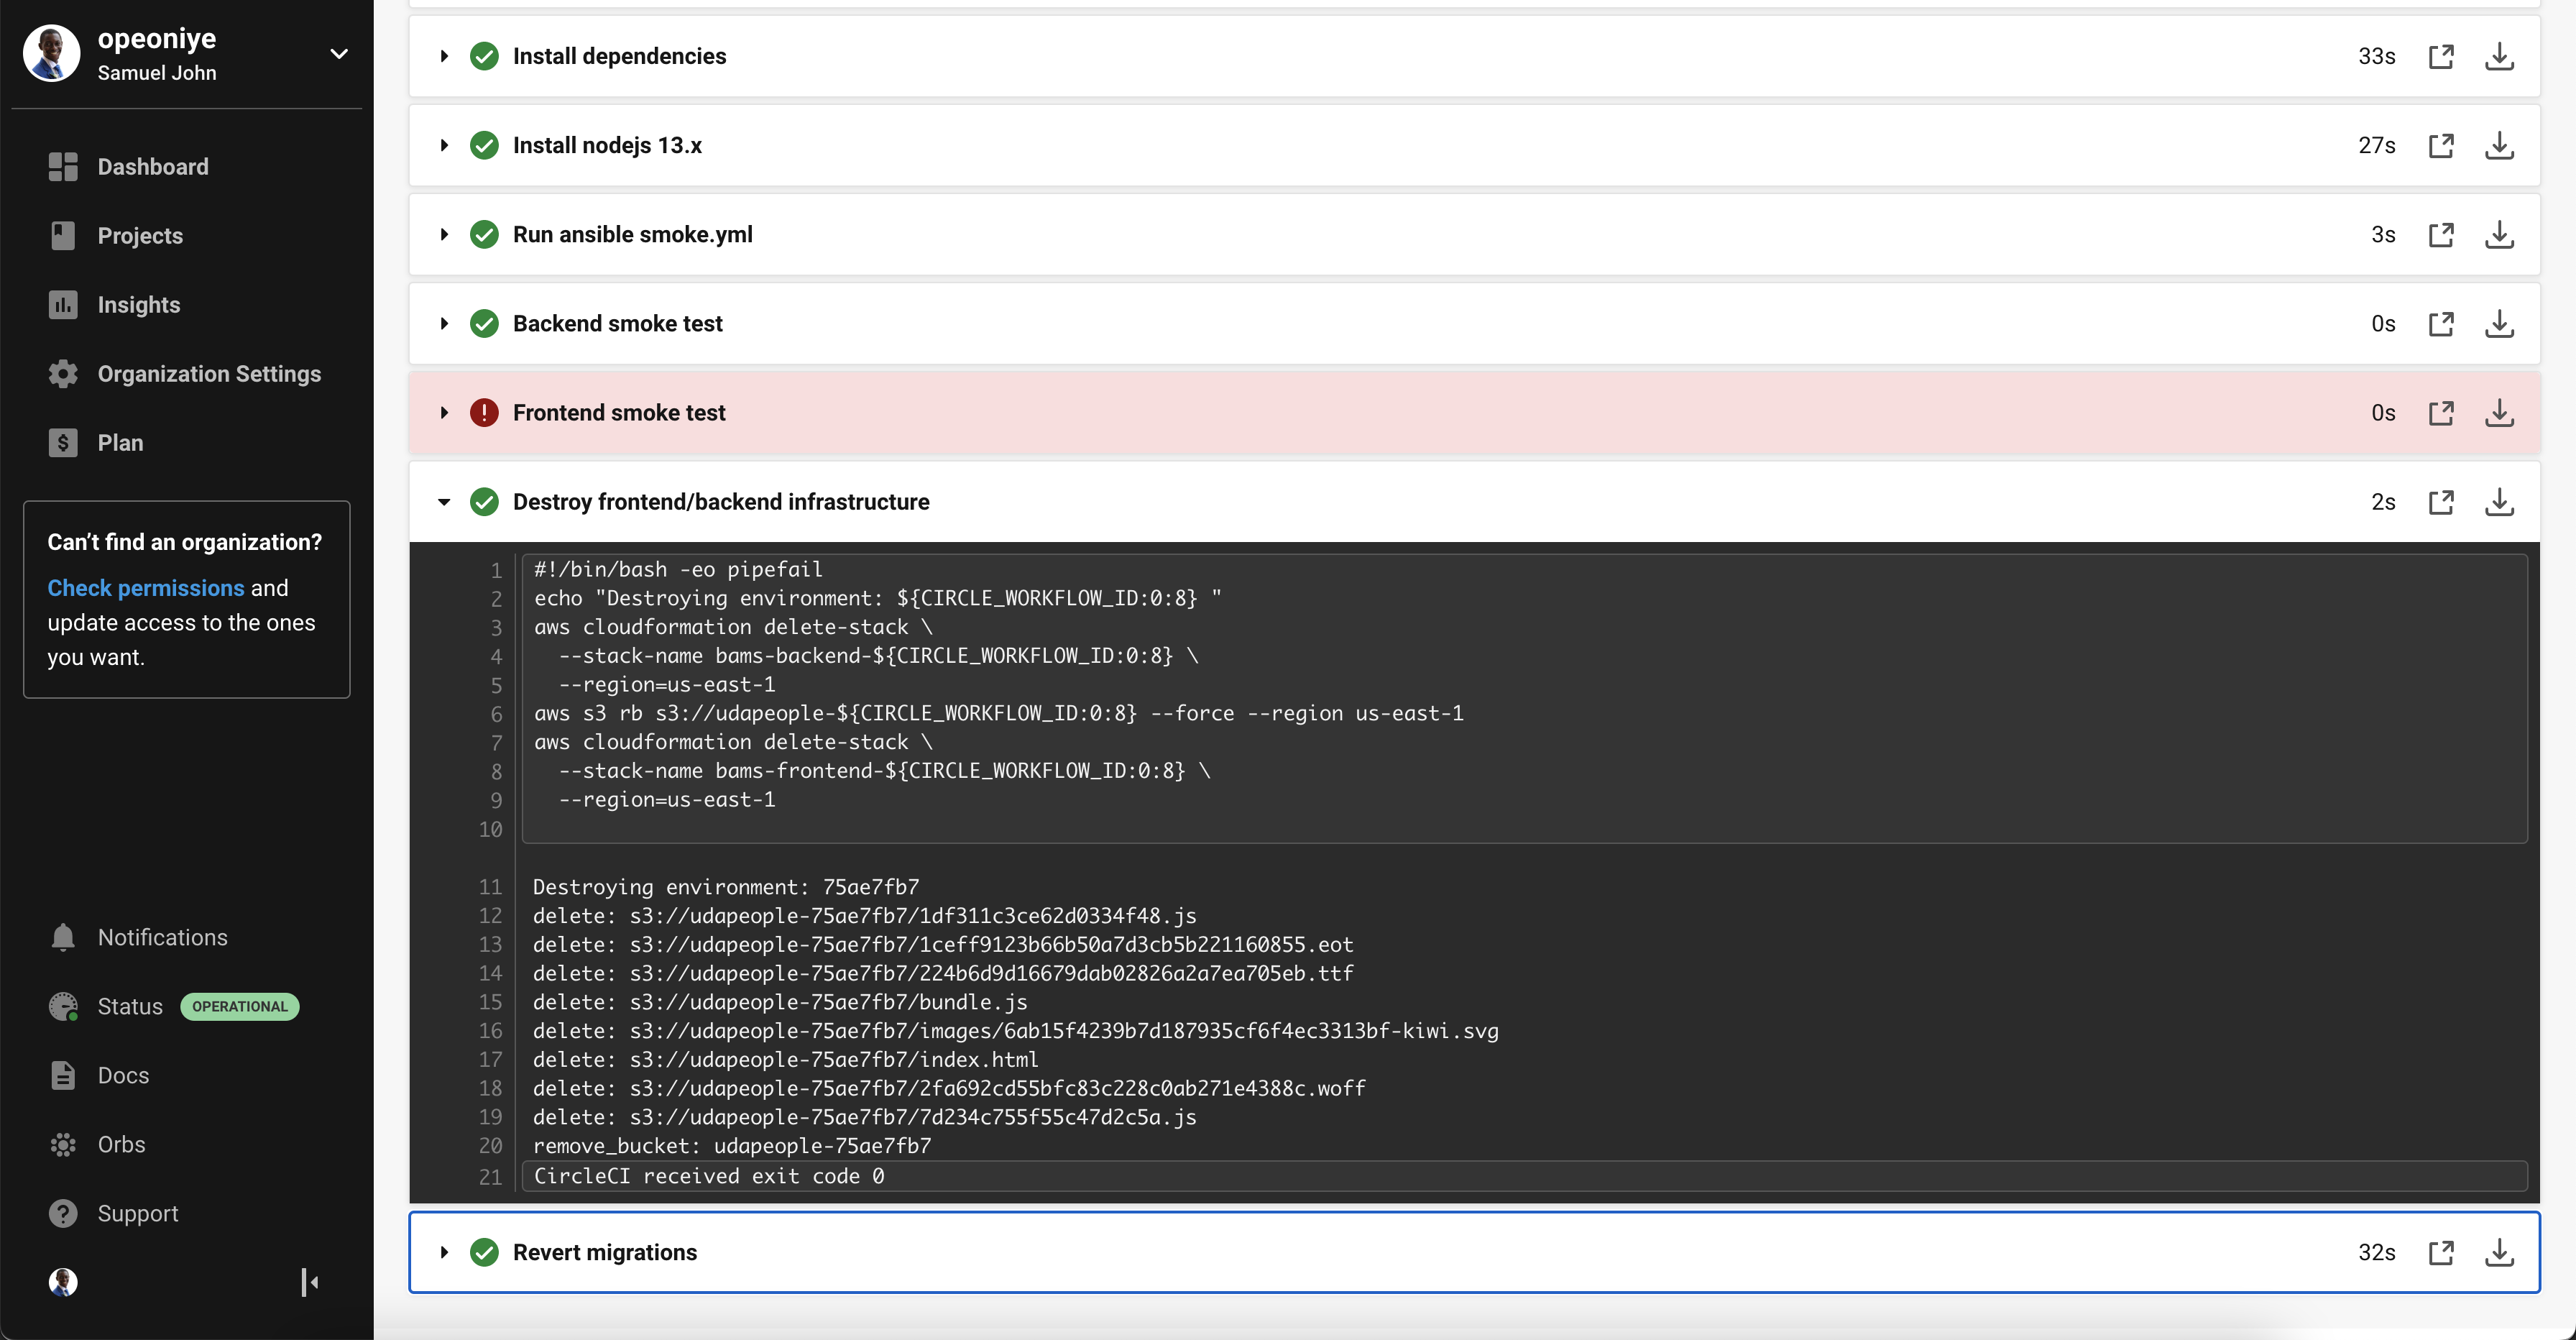 opeoniye
Samuel John
Dashboard
Projects
Insights
Organization Settings
Plan
Can’t find an organization?
Check permissions and
update access to the ones
you want.
Notifications
Status OPERATIONAL
Docs
Orbs
Support
Install dependencies 33s
Install nodejs 13.x 27s
Run ansible smoke.yml 3s
Backend smoke test 0s
Frontend smoke test 0s
Destroy frontend/backend infrastructure 2s
1 #!/bin/bash -eo pipefail
2 echo "Destroying environment: ${CIRCLE_WORKFLOW_ID:0:8} "
3 aws cloudformation delete-stack \
4 --stack-name bams-backend-${CIRCLE_WORKFLOW_ID:0:8} \
5 --region=us-east-1
6 aws s3 rb s3://udapeople-${CIRCLE_WORKFLOW_ID:0:8} --force --region us-east-1
7 aws cloudformation delete-stack \
8 --stack-name bams-frontend-${CIRCLE_WORKFLOW_ID:0:8} \
9 --region=us-east-1
10
11 Destroying environment: 75ae7fb7
12 delete: s3://udapeople-75ae7fb7/1df311c3ce62d0334f48.js
13 delete: s3://udapeople-75ae7fb7/1ceff9123b66b50a7d3cb5b221160855.eot
14 delete: s3://udapeople-75ae7fb7/224b6d9d16679dab02826a2a7ea705eb.ttf
15 delete: s3://udapeople-75ae7fb7/bundle.js
16 delete: s3://udapeople-75ae7fb7/images/6ab15f4239b7d187935cf6f4ec3313bf-kiwi.svg
17 delete: s3://udapeople-75ae7fb7/index.html
18 delete: s3://udapeople-75ae7fb7/2fa692cd55bfc83c228c0ab271e4388c.woff
19 delete: s3://udapeople-75ae7fb7/7d234c755f55c47d2c5a.js
20 remove_bucket: udapeople-75ae7fb7
21 CircleCI received exit code 0
Revert migrations 32s